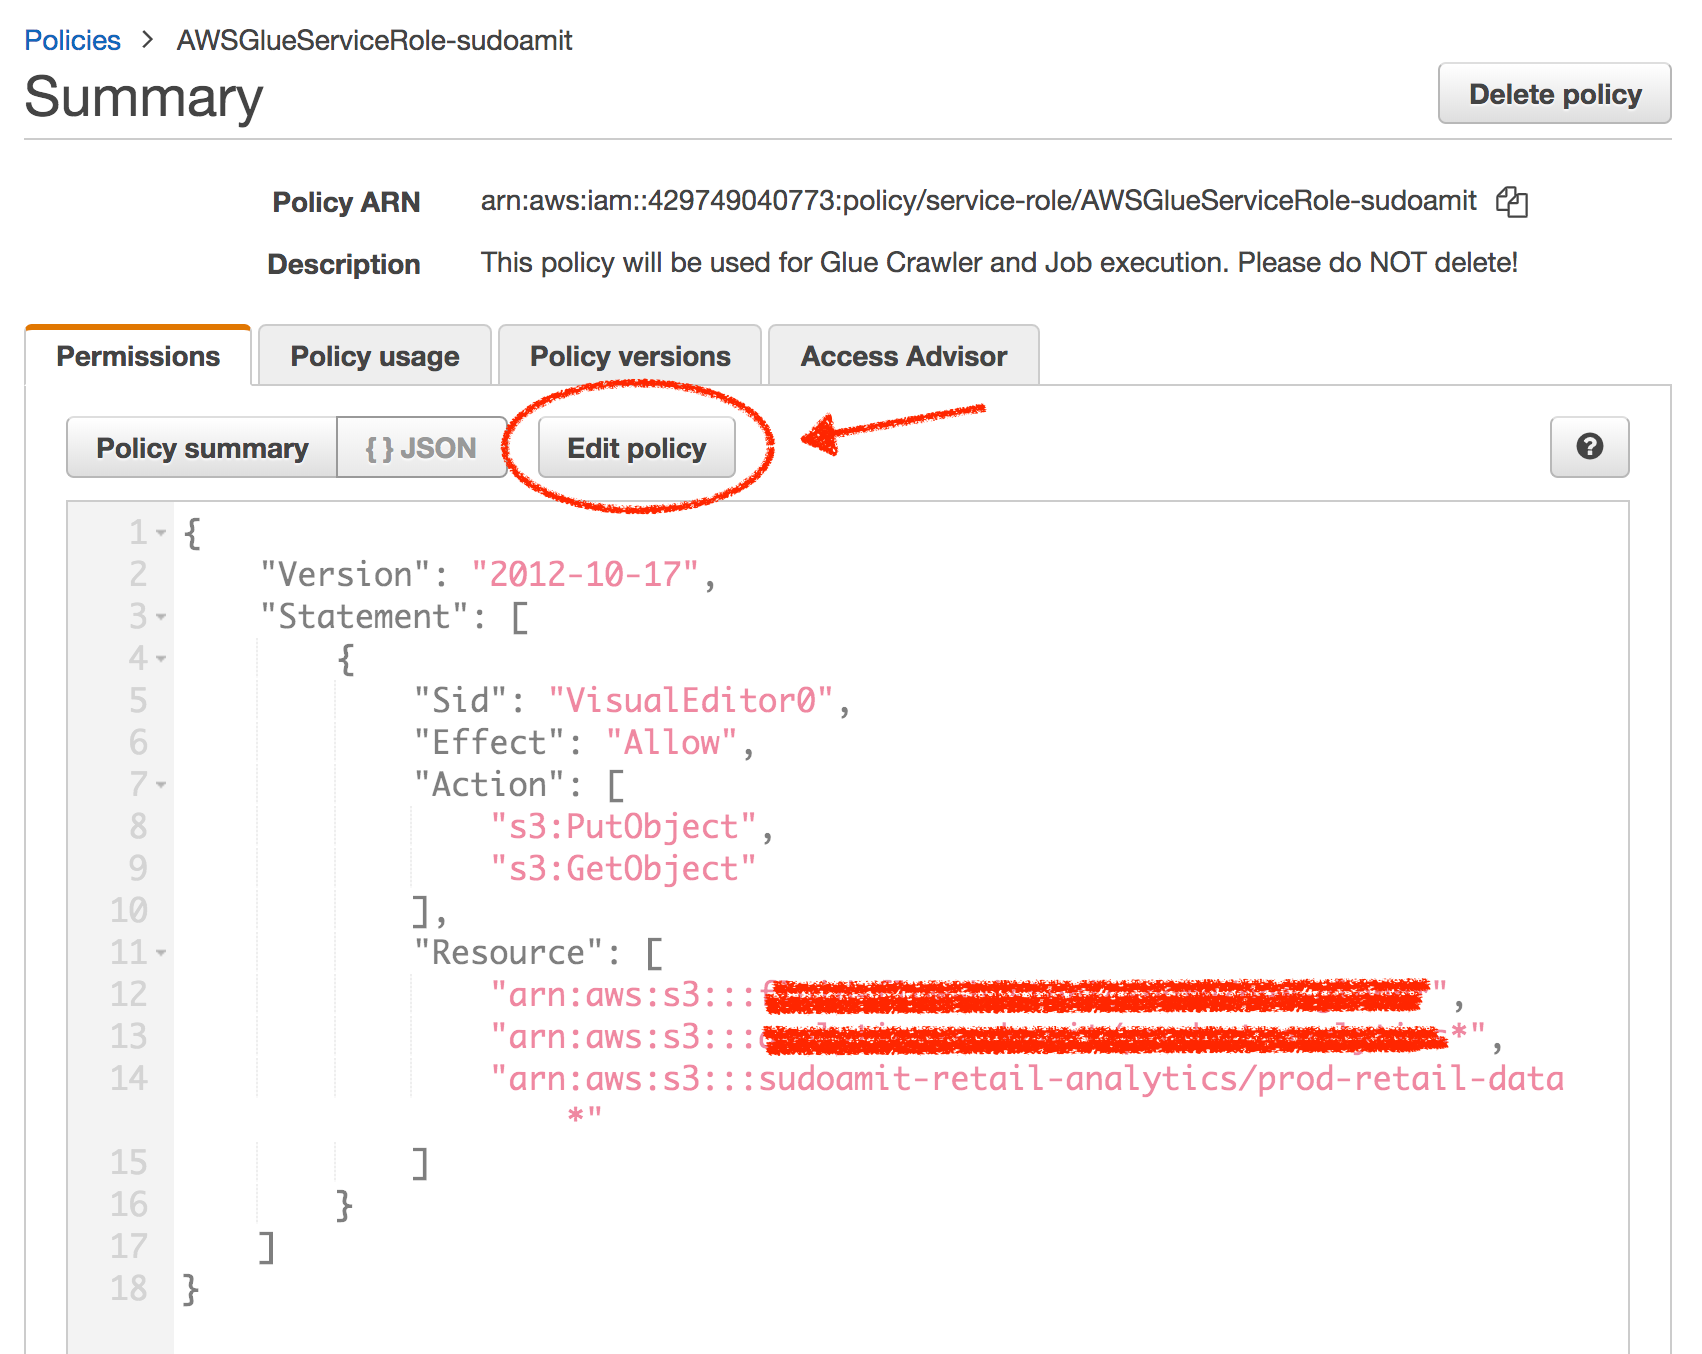 Policies > AWSGlueServiceRole-sudoamit
Summary
Delete policy
Policy ARN arn:aws:iam::429749040773:policy/service-role/AWSGlueServiceRole-sudoamit
Description This policy will be used for Glue Crawler and Job execution. Please do NOT delete!
Permissions Policy usage Policy versions Access Advisor
Policy summary {} JSON Edit policy ?
1 {
2 "Version": "2012-10-17",
3 "Statement": [
4 {
5 "Sid": "VisualEditor0",
6 "Effect": "Allow",
7 "Action": [
8 "s3:PutObject",
9 "s3:GetObject"
10 ],
11 "Resource": [
12 "arn:aws:s3::: ",
13 "arn:aws:s3::: *",
14 "arn:aws:s3:::sudoamit-retail-analytics/prod-retail-data
*"
15 ]
16 }
17 ]
18 }